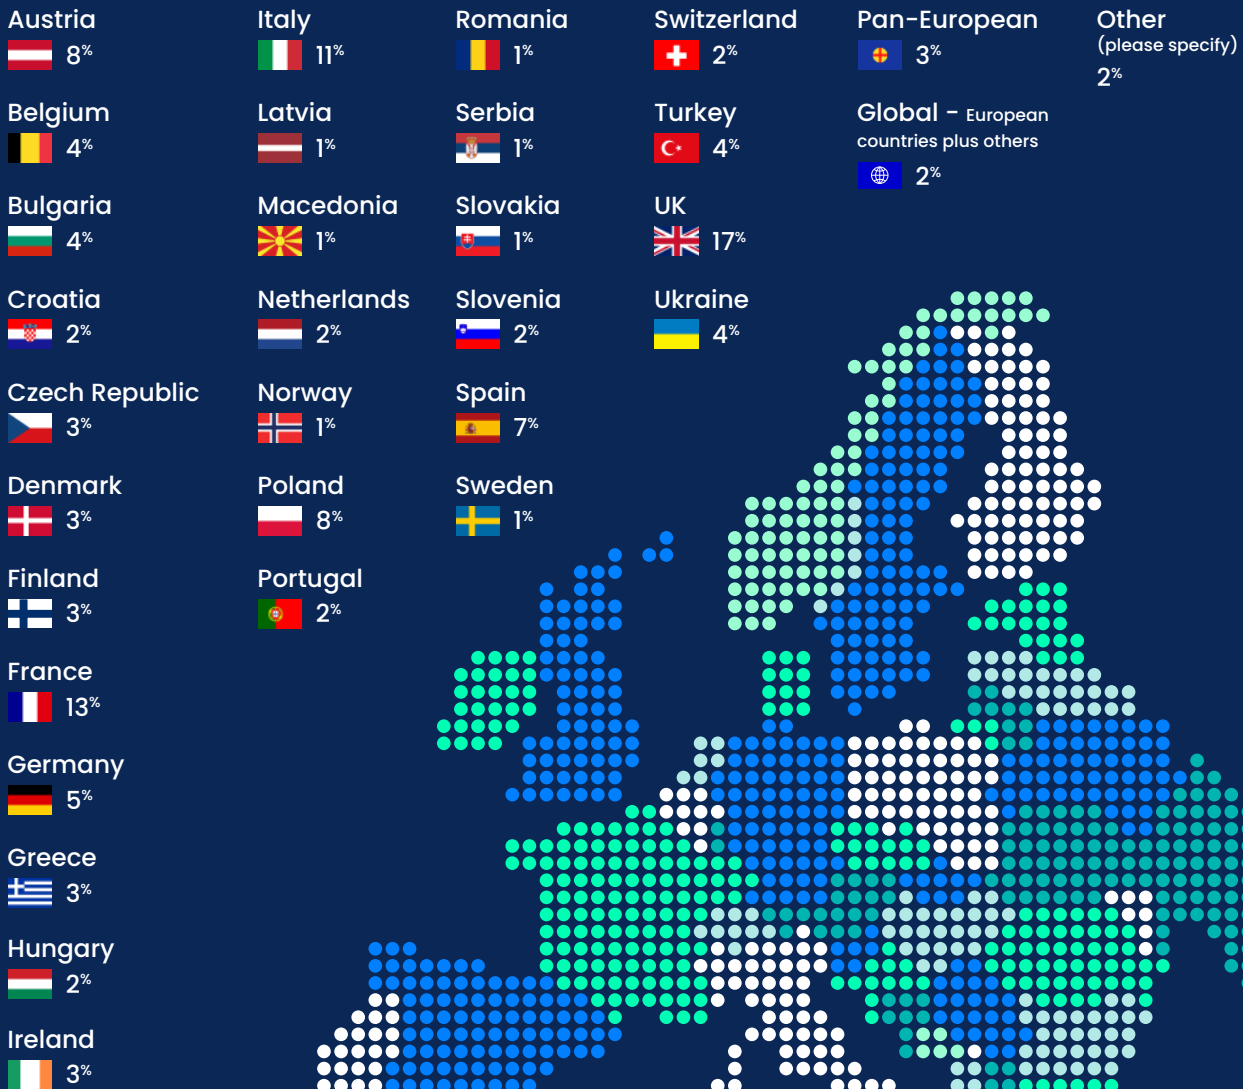 Austria
8%
Belgium
4%
Bulgaria
4%
Croatia
2%
Czech Republic
3%
Denmark
3%
Finland
3%
France
13%
Germany
5%
Greece
3%
Hungary
2%
Ireland
3%
Italy
11%
Latvia
1%
Macedonia
1%
Netherlands
2%
Norway
1%
Poland
8%
Portugal
2%
Romania
1%
Serbia
1%
Slovakia
1%
Slovenia
2%
Spain
7%
Sweden
1%
Switzerland
2%
Turkey
4%
UK
17%
Ukraine
4%
Pan-European
3%
Global - European
countries plus others
2%
Other
(please specify)
2%